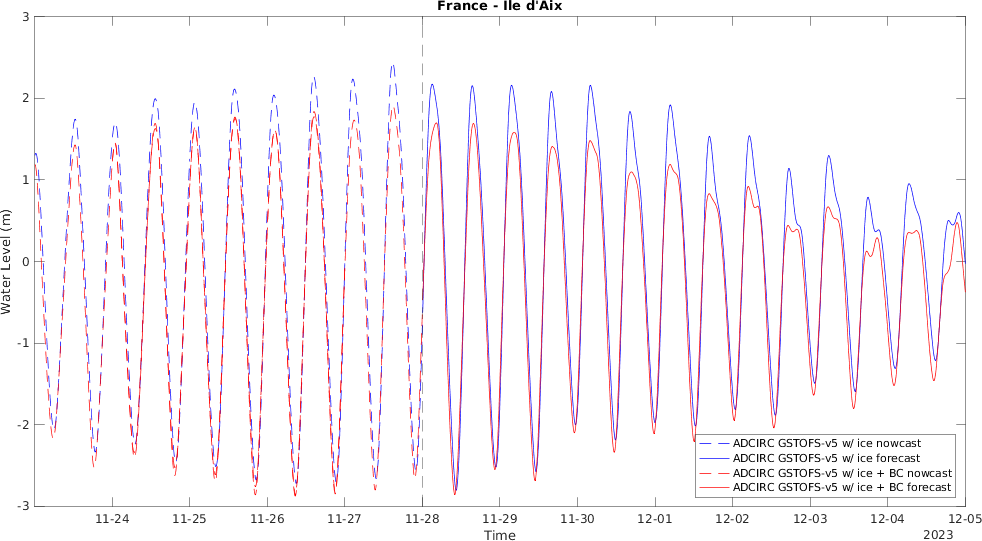 France - Ile d'Aix
3
2
1
0
-1
-2
-3
Water Level (m)
ADCIRC GSTOFS-v5 w/ ice nowcast
ADCIRC GSTOFS-v5 w/ ice forecast
ADCIRC GSTOFS-v5 w/ ice + BC nowcast
ADCIRC GSTOFS-v5 w/ ice + BC forecast
11-24 11-25 11-26 11-27 11-28 11-29 11-30 12-01 12-02 12-03 12-04 12-05
Time 2023